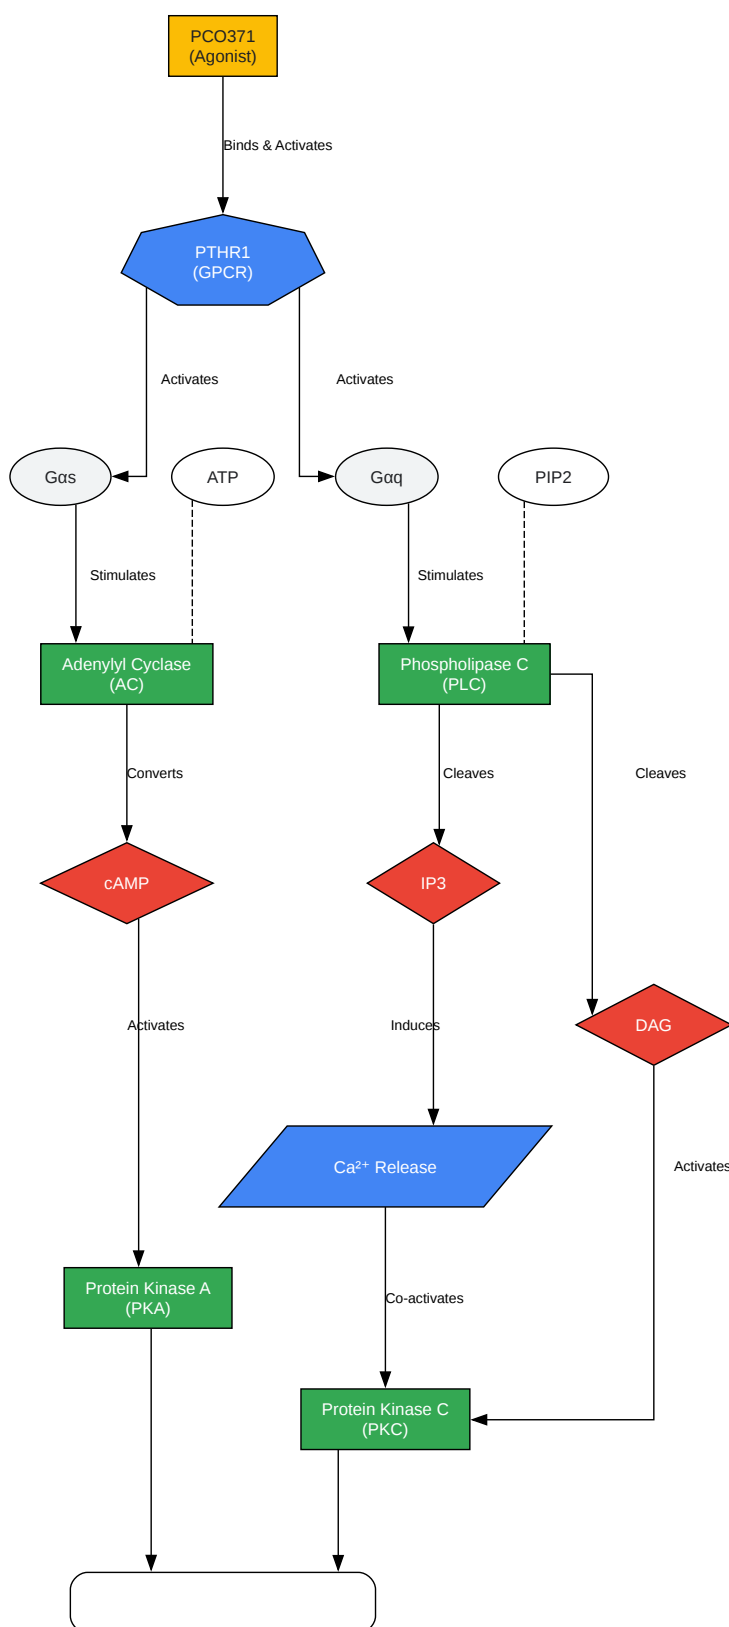 PCO371
(Agonist)
Binds & Activates
PTHR1
(GPCR)
Activates
Activates
Gαs
ATP
Gαq
PIP2
Stimulates
Stimulates
Adenylyl Cyclase
(AC)
Phospholipase C
(PLC)
Converts
Cleaves
Cleaves
cAMP
IP3
DAG
Activates
Induces
Ca²⁺ Release
Activates
Protein Kinase A
(PKA)
Co-activates
Protein Kinase C
(PKC)